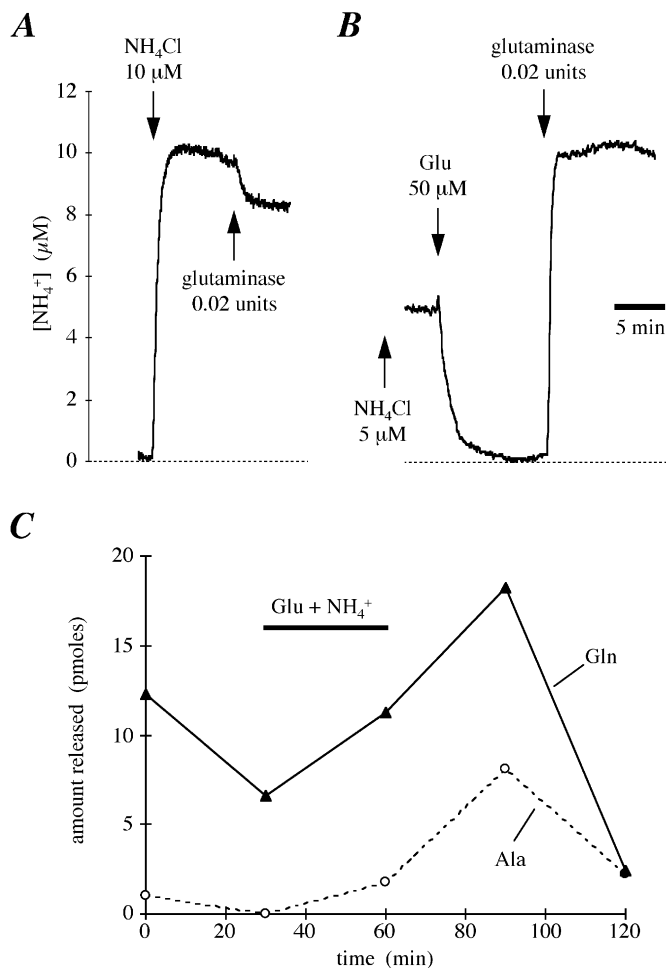 A
NH₄Cl
10 µM
12
10
8
6
4
2
0
[NH₄⁺] (µM)
glutaminase
0.02 units
B
glutaminase
0.02 units
Glu
50 µM
NH₄Cl
5 µM
5 min
C
20
15
10
5
0
amount released (pmoles)
Glu + NH₄⁺
Gln
Ala
0 20 40 60 80 100 120
time (min)